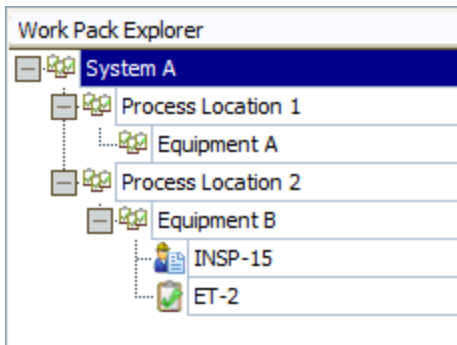 Work Pack Explorer
System A
Process Location 1
Equipment A
Process Location 2
Equipment B
INSP-15
ET-2